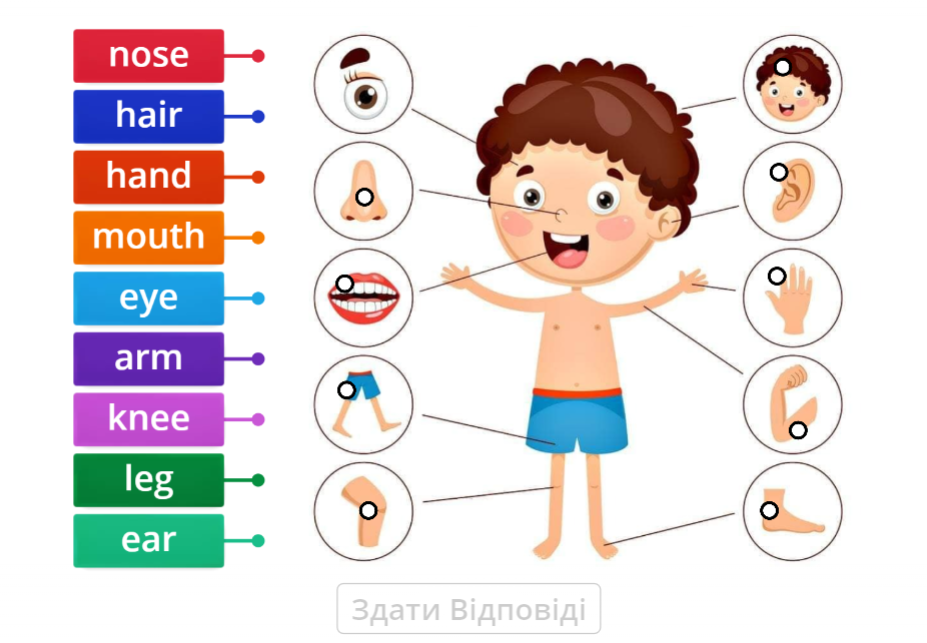 nose
hair
hand
mouth
eye
arm
knee
leg
ear
Здати Відповіді